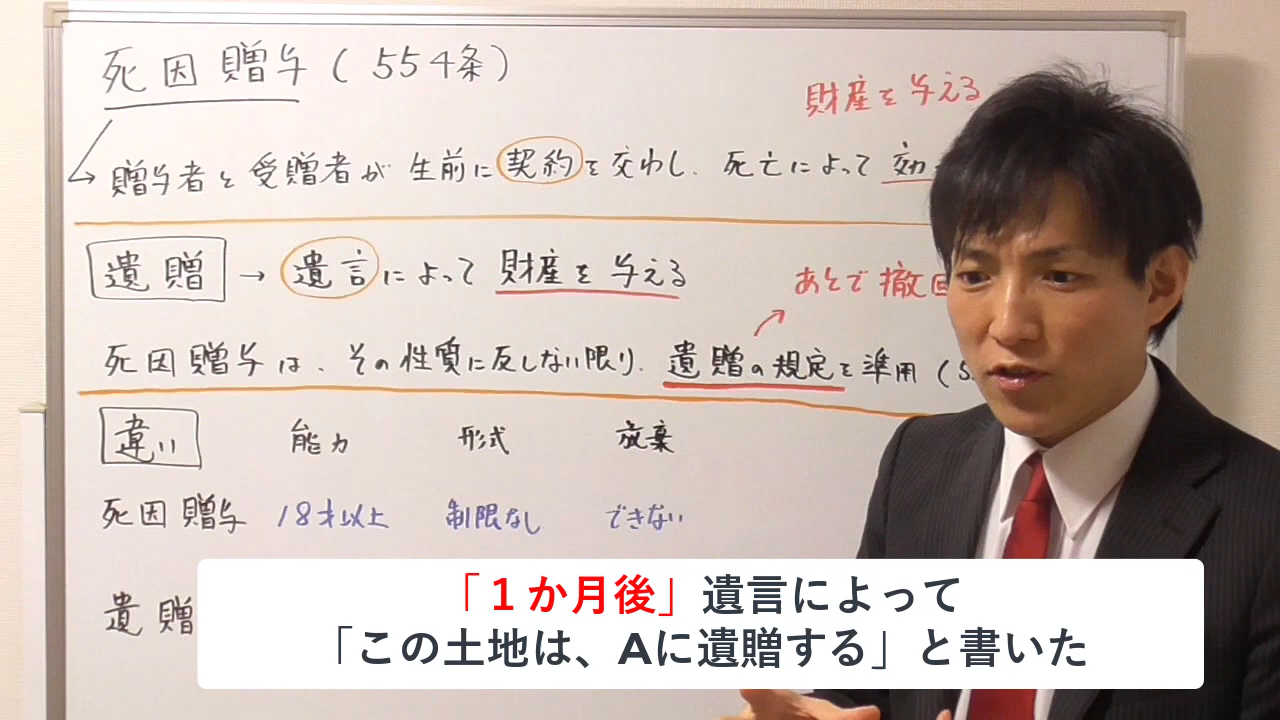 死因贈与(554条)
財産を与える
贈与者と受贈者が生前に契約を交わし、死亡によって効
遺贈 → 遺言によって財産を与える
あとで撤回
死因贈与は、その性質に反しない限り、遺贈の規定を準用(5
違い 能力 形式 放棄
死因贈与 18才以上 制限なし できない
遺贈
「１か月後」遺言によって
「この土地は、Aに遺贈する」と書いた